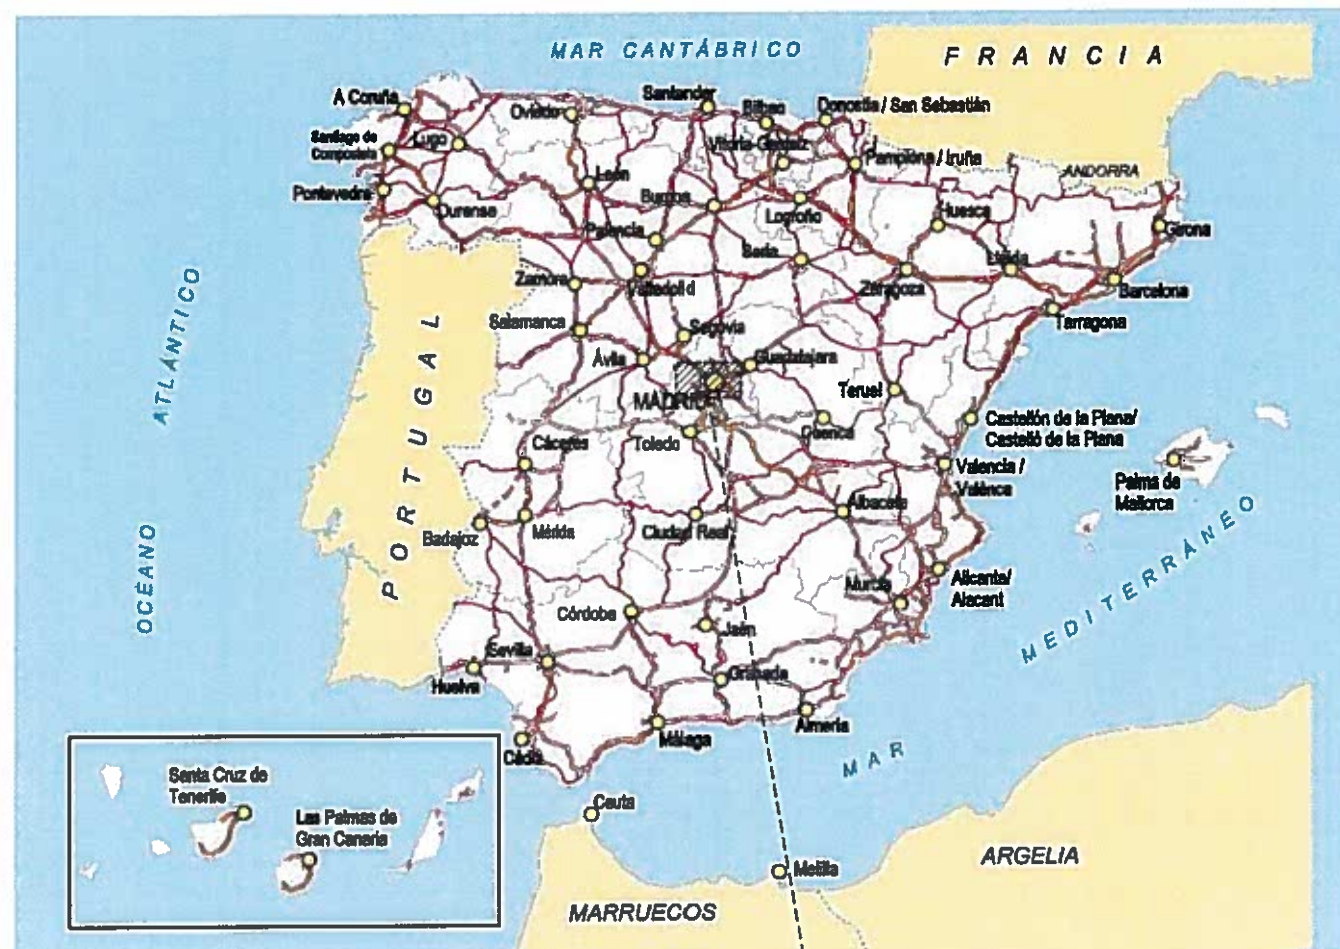 MAR CANTÁBRICO
FRANCIA
A Coruña
Santander
Oviedo
Bilbao
Donostia / San Sebastián
Santiago de
Compostela
Lugo
Vitoria-Gasteiz
Pamplona / Iruña
ANDORRA
León
Pontevedra
Ourense
Burgos
Logroño
Huesca
Girona
Palencia
Soria
Lleida
Zamora
Valladolid
Zaragoza
Barcelona
Salamanca
Segovia
Tarragona
Ávila
Guadalajara
MADRID
Teruel
Cuenca
Castellón de la Plana/
Castelló de la Plana
Toledo
Cáceres
Valencia /
Palma de
Mallorca
Badajoz
Mérida
Ciudad Real
Albacete
Alicante/
Alacant
Murcia
Córdoba
Jaén
Sevilla
Huelva
Granada
Almería
Málaga
Cádiz
ATLÁNTICO
OCÉANO
PORTUGAL
MEDITERRÁNEO
MAR
Santa Cruz de
Tenerife
Las Palmas de
Gran Canaria
Ceuta
Melilla
ARGELIA
MARRUECOS